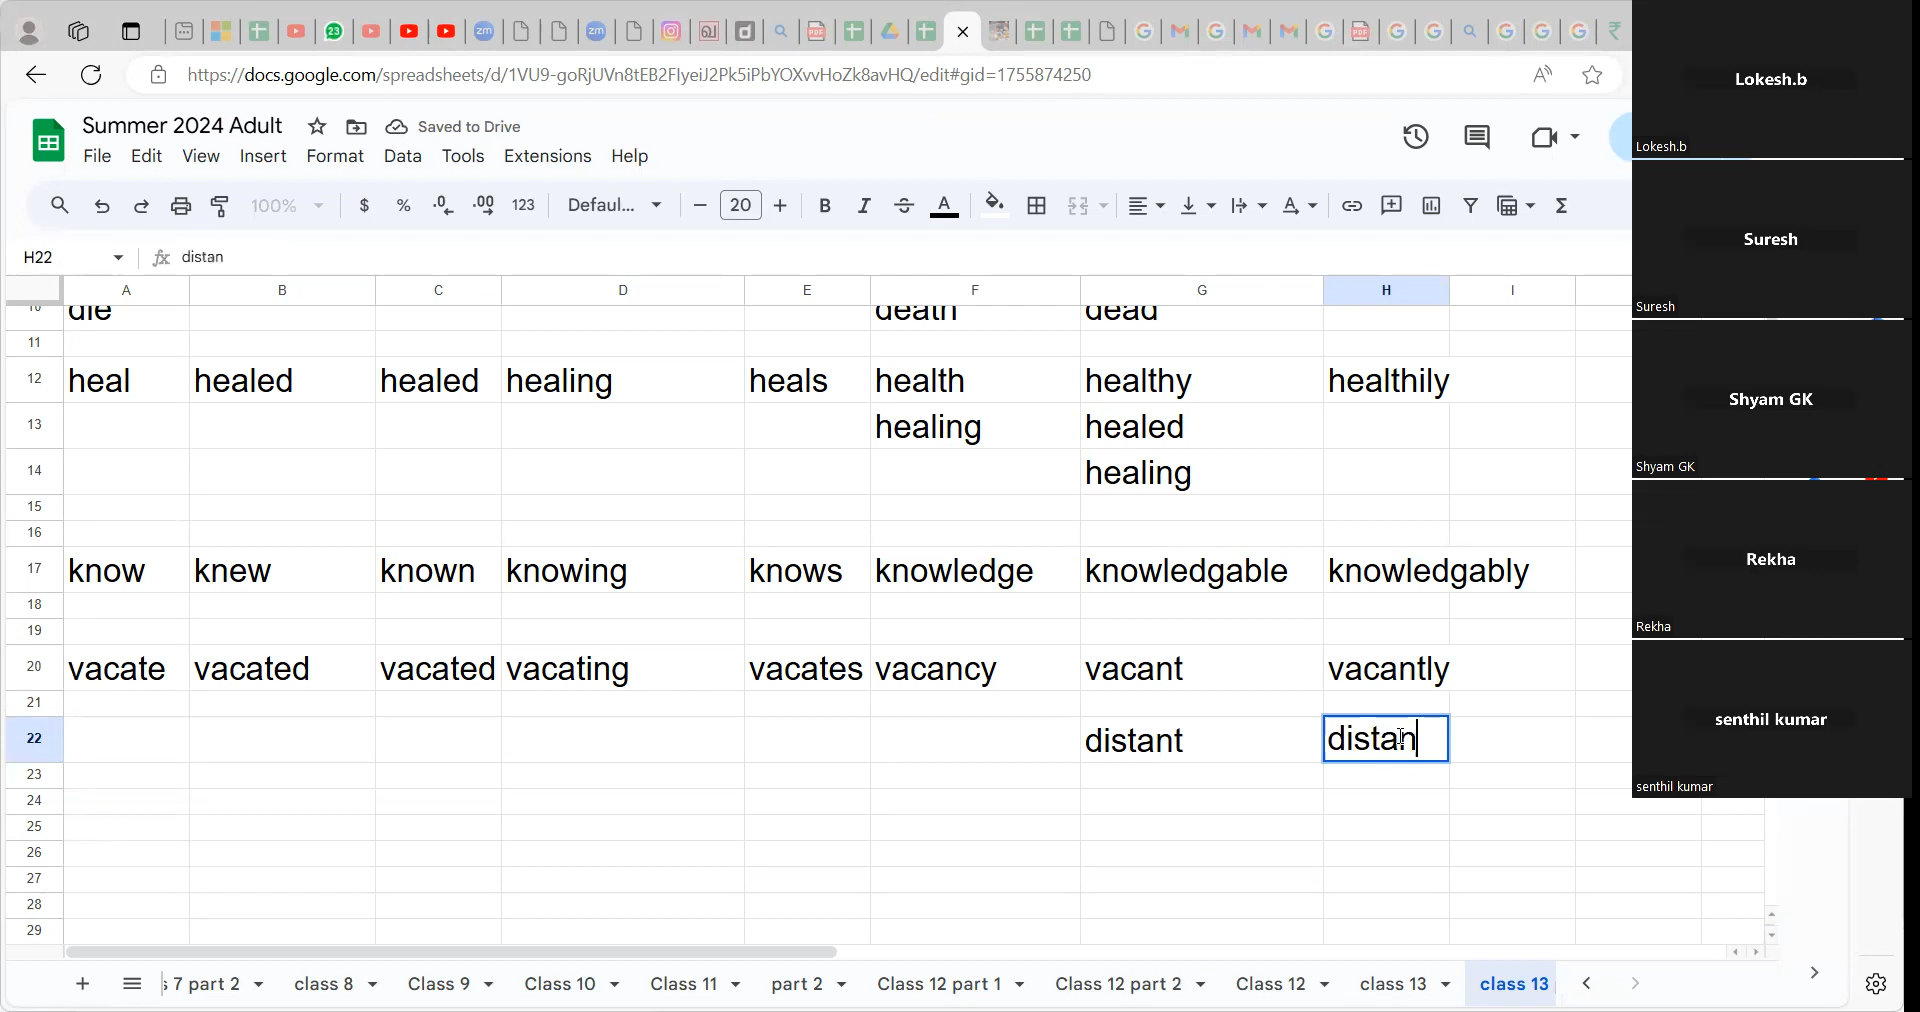 23
https://docs.google.com/spreadsheets/d/1VU9-goRjUVn8tEB2FlyeiJ2Pk5iPbYOXvvHoZk8avHQ/edit#gid=1755874250
Summer 2024 Adult Saved to Drive
File Edit View Insert Format Data Tools Extensions Help
100% $ % .0 .00 123 Defaul... 20
H22 fx distan
A B C D E F G H I
10 die death dead
11
12 heal healed healed healing heals health healthy healthily
13 healing healed
14 healing
15
16
17 know knew known knowing knows knowledge knowledgable knowledgably
18
19
20 vacate vacated vacated vacating vacates vacancy vacant vacantly
21
22 distant distan
23
24
25
26
27
28
29
7 part 2 class 8 Class 9 Class 10 Class 11 part 2 Class 12 part 1 Class 12 part 2 Class 12 class 13 class 13
Lokesh.b
Lokesh.b
Suresh
Suresh
Shyam GK
Shyam GK
Rekha
Rekha
senthil kumar
senthil kumar